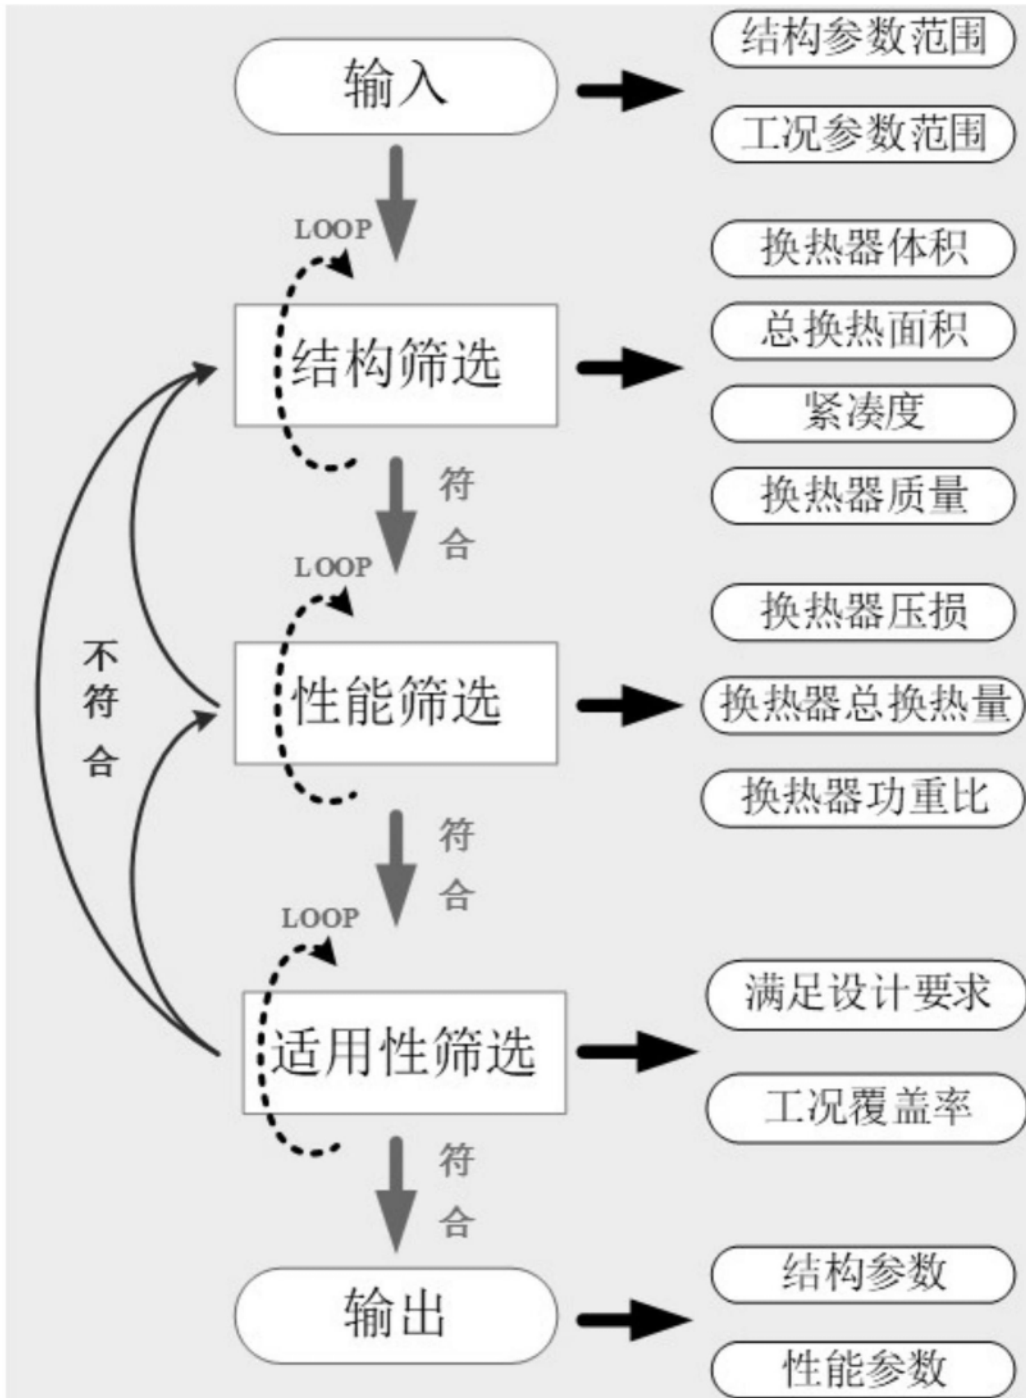 输入
结构参数范围
工况参数范围
LOOP
结构筛选
换热器体积
总换热面积
紧凑度
换热器质量
符
合
LOOP
性能筛选
换热器压损
换热器总换热量
换热器功重比
不
符
合
符
合
LOOP
适用性筛选
满足设计要求
工况覆盖率
符
合
输出
结构参数
性能参数